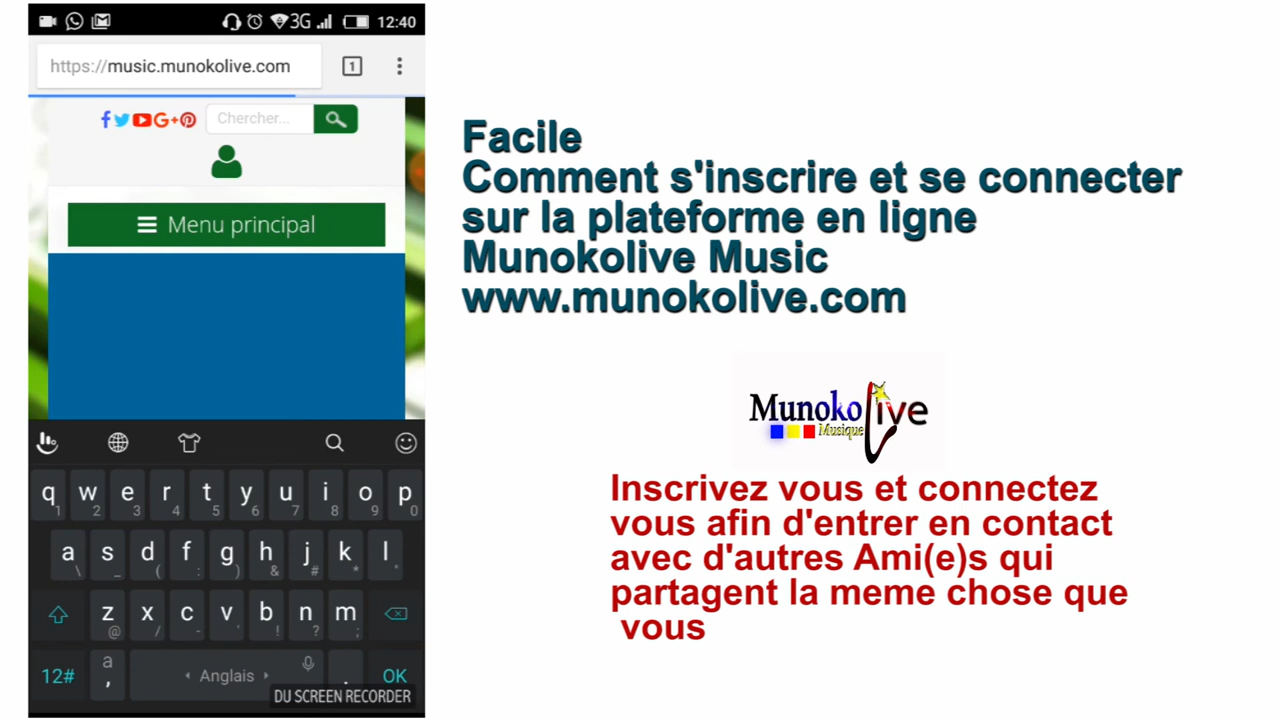 12:40
3G
https://music.munokolive.com
1
Chercher...
Menu principal
Facile
Comment s'inscrire et se connecter
sur la plateforme en ligne
Munokolive Music
www.munokolive.com
Munoko live
Musique
Inscrivez vous et connectez
vous afin d'entrer en contact
avec d'autres Ami(e)s qui
partagent la meme chose que
vous
q w e r t y u i o p
1 2 3 4 5 6 7 8 9 0
a s d f g h j k l
\ _ ( : ) & # * "
z x c v b n m
@ / - ' ! ? ;
12# a , Anglais . OK
DU SCREEN RECORDER